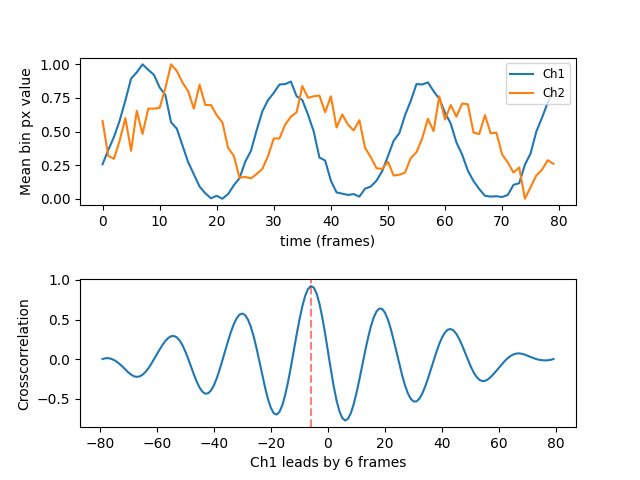 1.00
0.75
0.50
0.25
0.00
Mean bin px value
Ch1
Ch2
0 10 20 30 40 50 60 70 80
time (frames)
1.0
0.5
0.0
−0.5
Crosscorrelation
−80 −60 −40 −20 0 20 40 60 80
Ch1 leads by 6 frames